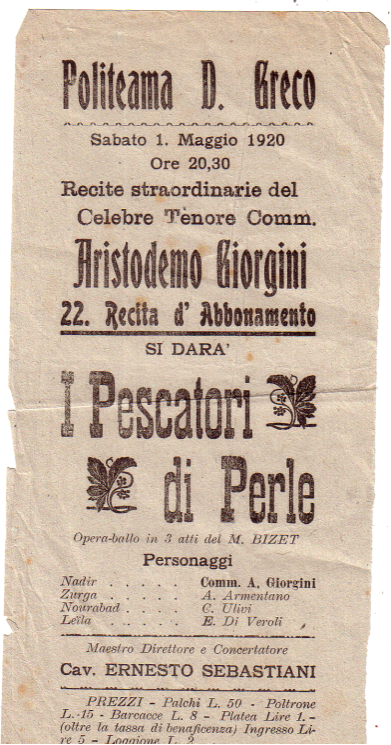 Politeama D. Greco
Sabato 1. Maggio 1920
Ore 20,30
Recite straordinarie del
Celebre Tenore Comm.
Aristodemo Giorgini
22. Recita d' Abbonamento
SI DARA'
I Pescatori
di Perle
Opera-ballo in 3 atti del M. BIZET
Personaggi
Nadir . . . . . Comm. A. Giorgini
Zurga . . . . . A. Armentano
Nourabad . . . . C. Ulivi
Leïla . . . . . E. Di Veroli
Maestro Direttore e Concertatore
Cav. ERNESTO SEBASTIANI
PREZZI - Palchi L. 50 - Poltrone
L. 15 - Barcacce L. 8 - Platea Lire 1.-
(oltre la tassa di benaficenza) Ingresso Li-
re 5 - Loggione L. 2